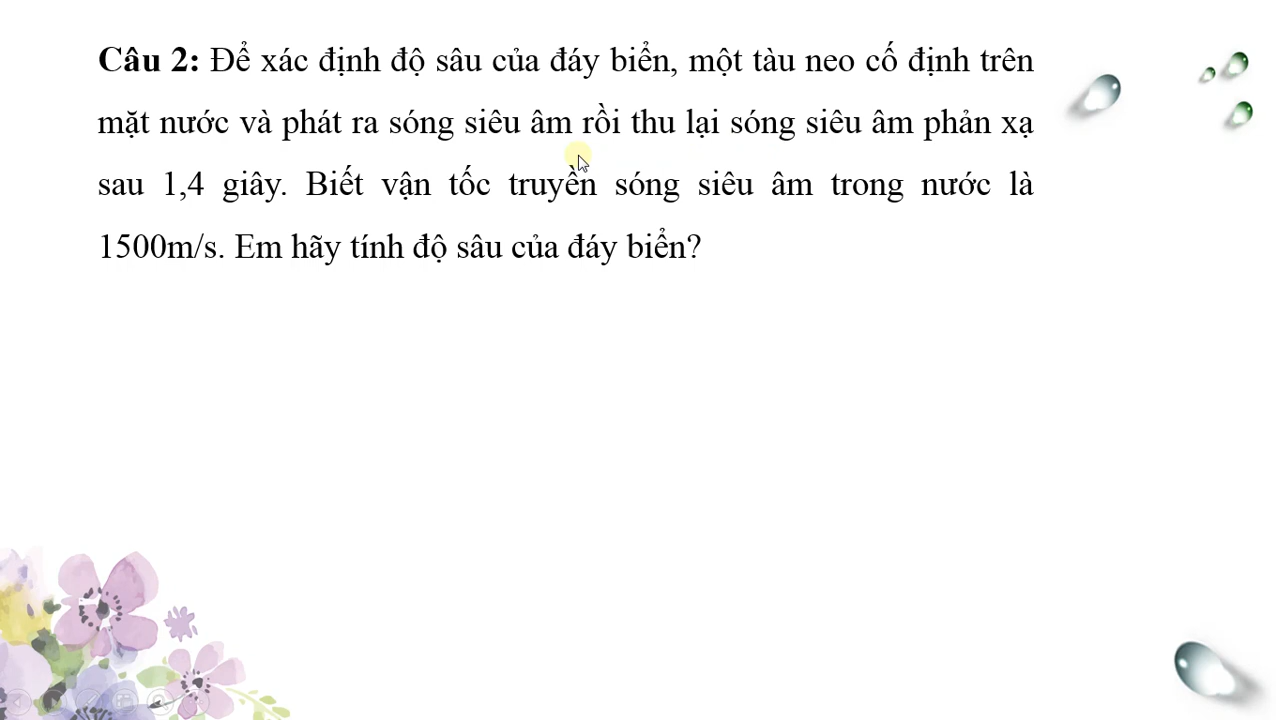 Câu 2: Để xác định độ sâu của đáy biển, một tàu neo cố định trên
mặt nước và phát ra sóng siêu âm rồi thu lại sóng siêu âm phản xạ
sau 1,4 giây. Biết vận tốc truyền sóng siêu âm trong nước là
1500m/s. Em hãy tính độ sâu của đáy biển?